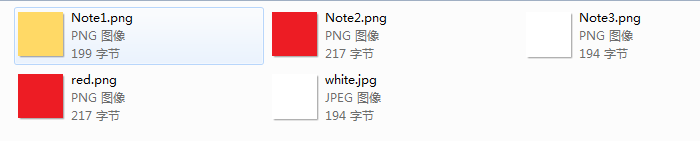 Note1.png
PNG 图像
199 字节
Note2.png
PNG 图像
217 字节
Note3.png
PNG 图像
194 字节
red.png
PNG 图像
217 字节
white.jpg
JPEG 图像
194 字节